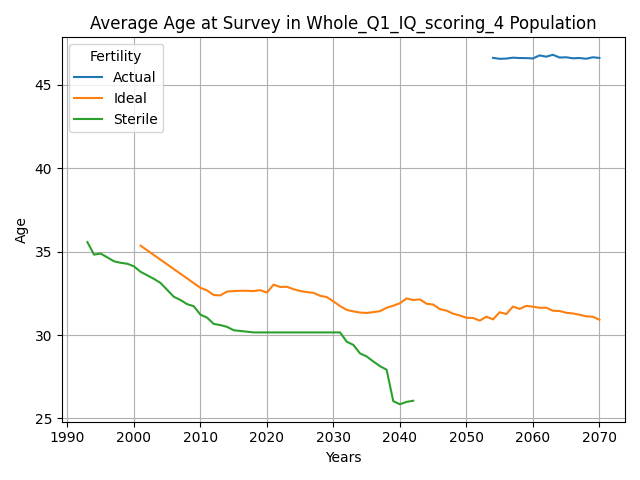 Average Age at Survey in Whole_Q1_IQ_scoring_4 Population
Fertility
Actual
Ideal
Sterile
Age
45
40
35
30
25
1990 2000 2010 2020 2030 2040 2050 2060 2070
Years